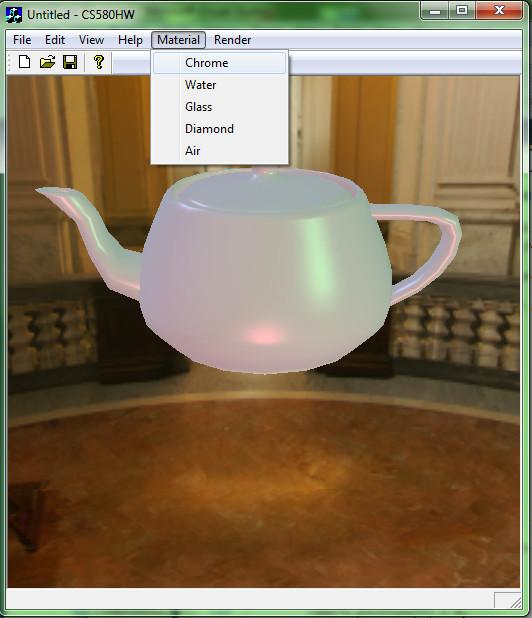 Untitled - CS580HW
File Edit View Help Material Render
?
Chrome
Water
Glass
Diamond
Air